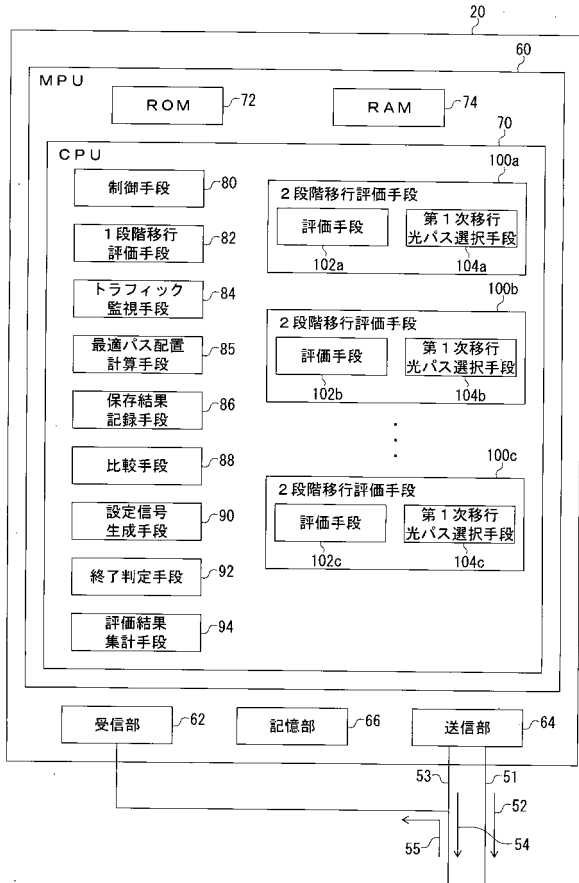 20
60
MPU
ROM
72
RAM
74
70
CPU
制御手段
80
1段階移行
評価手段
82
トラフィック
監視手段
84
最適パス配置
計算手段
85
保存結果
記録手段
86
比較手段
88
設定信号
生成手段
90
終了判定手段
92
評価結果
集計手段
94
100a
2段階移行評価手段
評価手段
第1次移行
光パス選択手段
102a
104a
100b
2段階移行評価手段
評価手段
第1次移行
光パス選択手段
102b
104b
100c
2段階移行評価手段
評価手段
第1次移行
光パス選択手段
102c
104c
受信部
62
記憶部
66
送信部
64
53
51
52
55
54